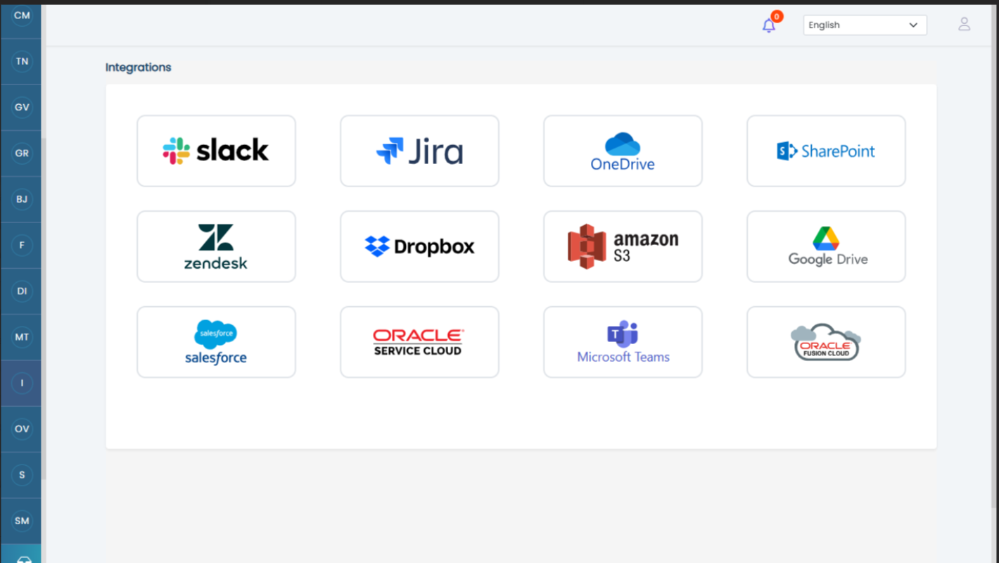 CM
0
English
TN
Integrations
GV
slack
Jira
OneDrive
S
SharePoint
GR
BJ
zendesk
Dropbox
amazon
S3
Google Drive
F
DI
salesforce
salesforce
ORACLE®
SERVICE CLOUD
T
Microsoft Teams
ORACLE®
FUSION CLOUD
MT
I
OV
S
SM